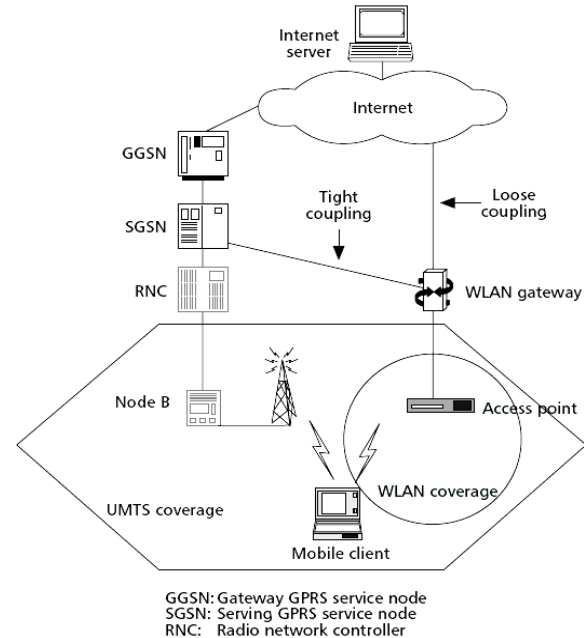 Internet
server
Internet
GGSN
Tight
coupling
Loose
coupling
SGSN
RNC
WLAN gateway
Node B
Access point
WLAN coverage
UMTS coverage
Mobile client
GGSN: Gateway GPRS service node
SGSN: Serving GPRS service node
RNC: Radio network controller